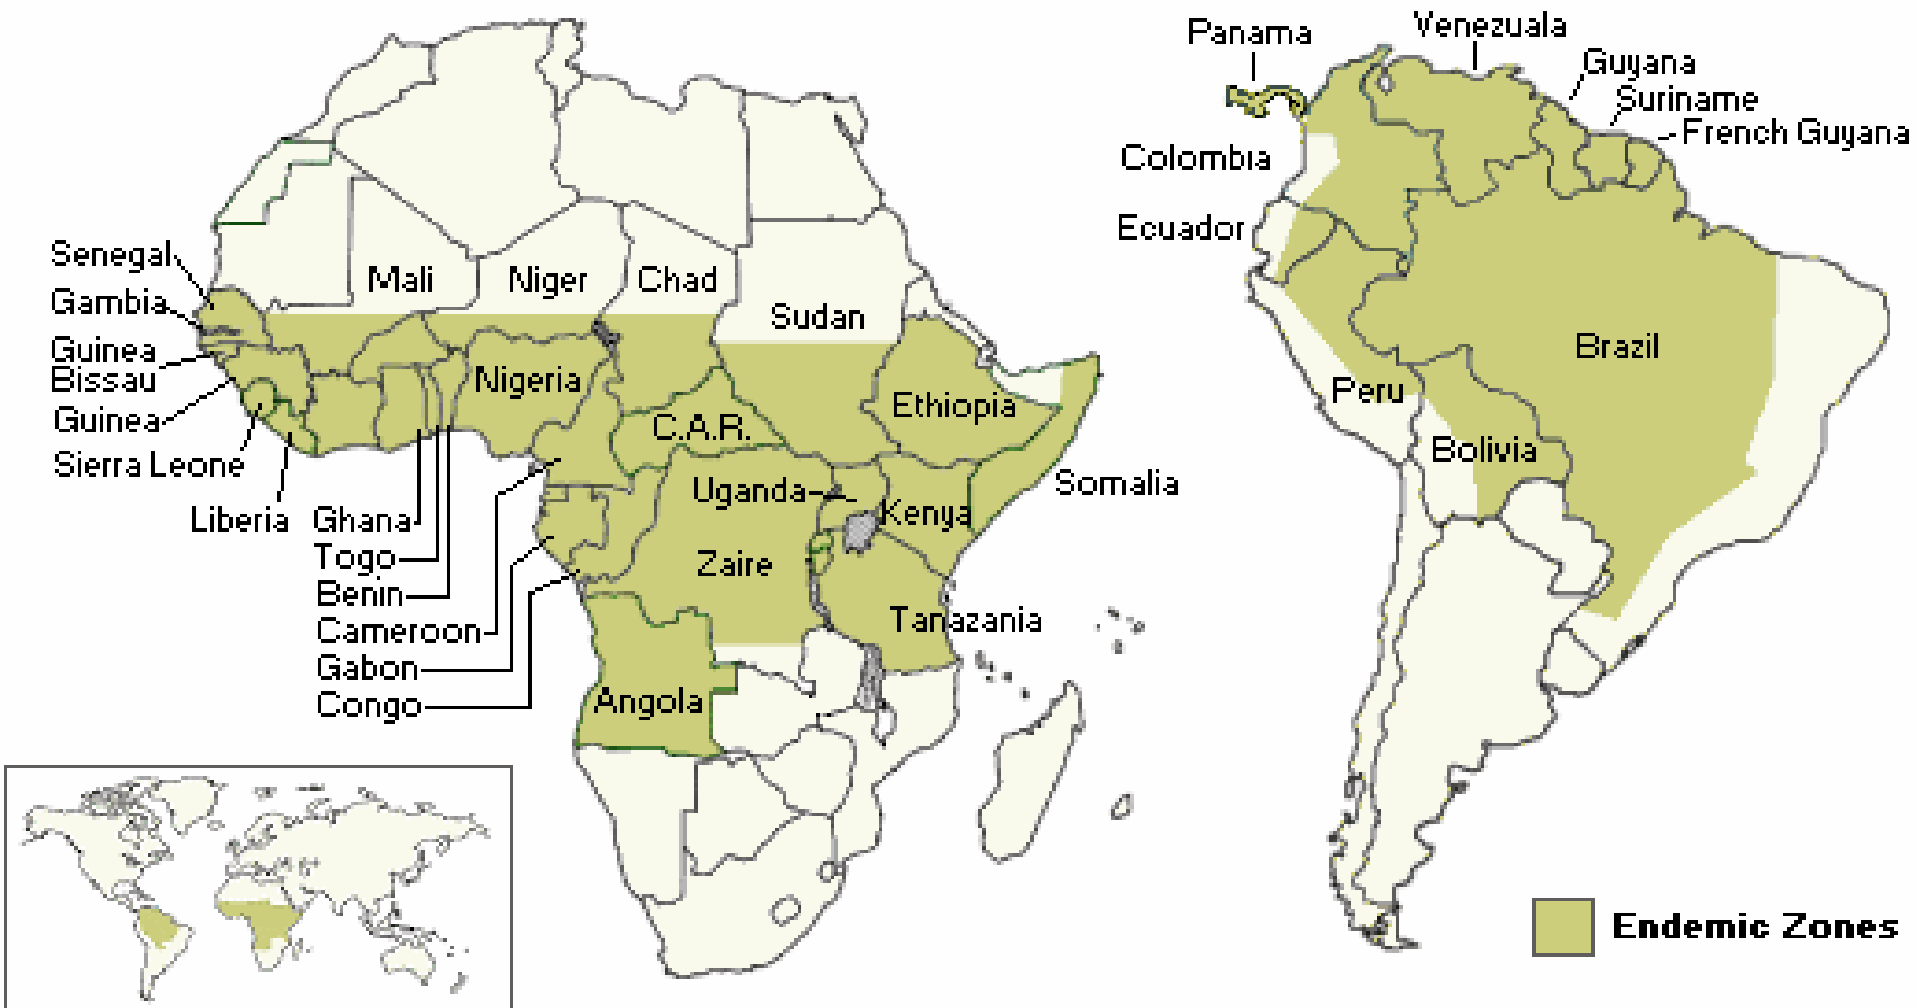 Panama
Venezuala
Guyana
Suriname
French Guyana
Colombia
Ecuador
Senegal
Gambia
Guinea
Bissau
Guinea
Sierra Leone
Liberia
Ghana
Togo
Benin
Cameroon
Gabon
Congo
Mali
Niger
Chad
Sudan
Nigeria
C.A.R.
Ethiopia
Uganda
Kenya
Somalia
Zaire
Tanazania
Angola
Brazil
Peru
Bolivia
Endemic Zones